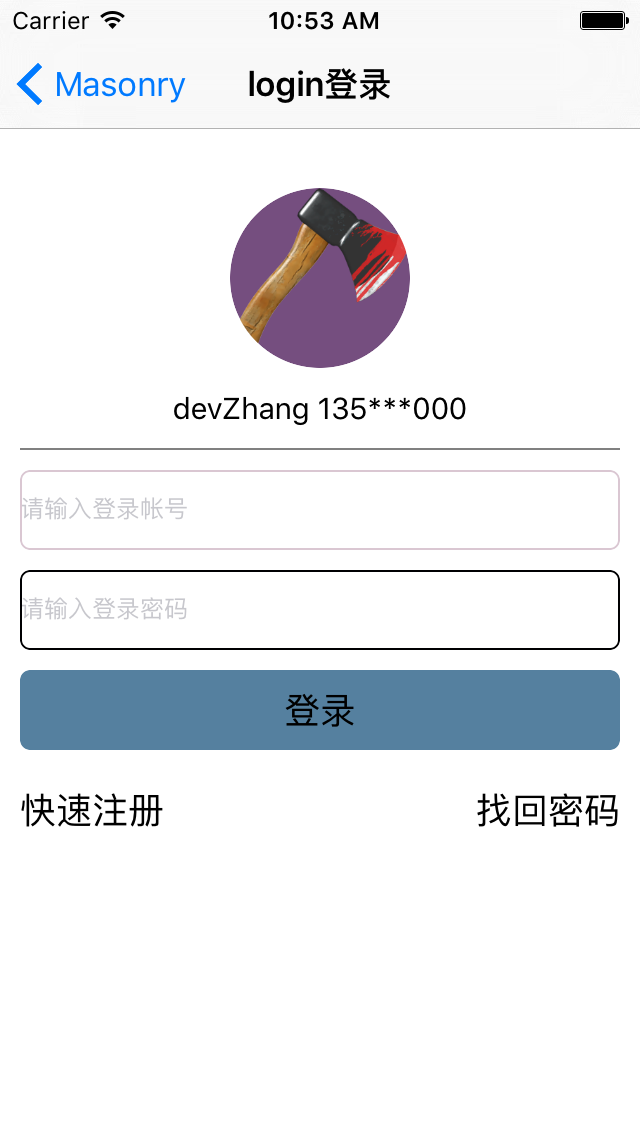 Carrier 10:53 AM
Masonry login登录
devZhang 135***000
请输入登录帐号
请输入登录密码
登录
快速注册 找回密码